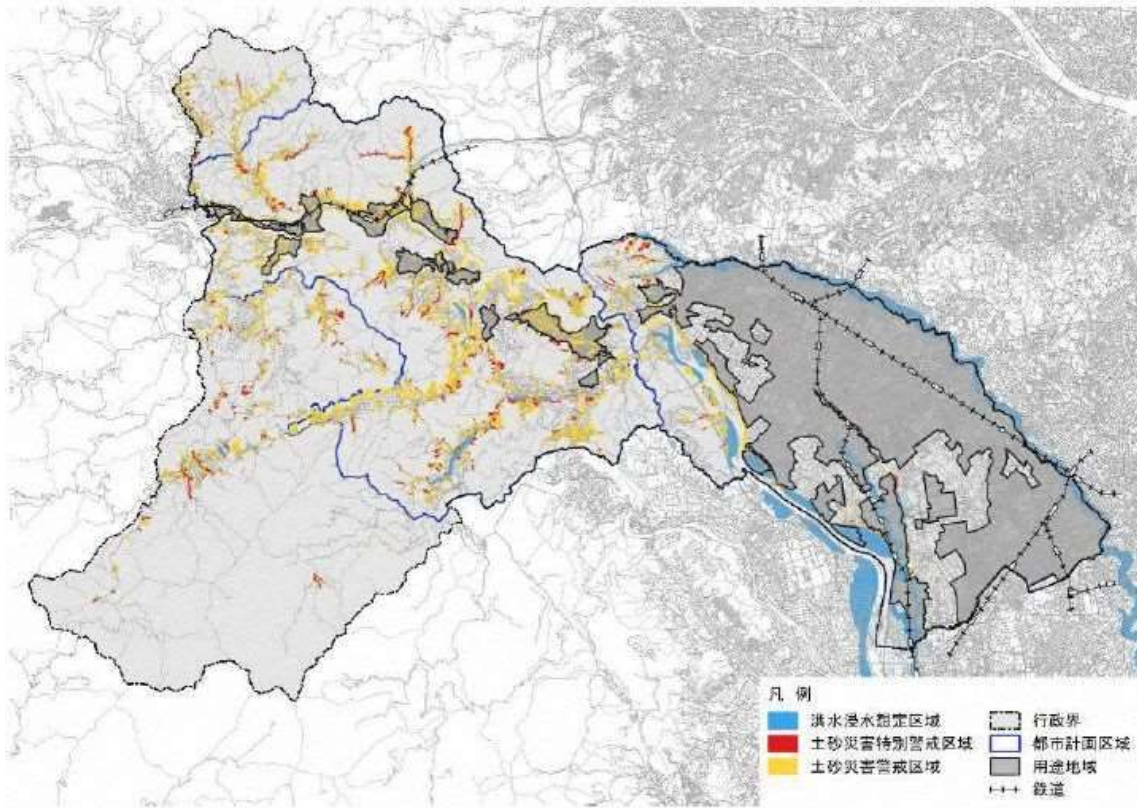 凡 例
洪水浸水想定区域
土砂災害特別警戒区域
土砂災害警戒区域
行政界
都市計画区域
用途地域
鉄道